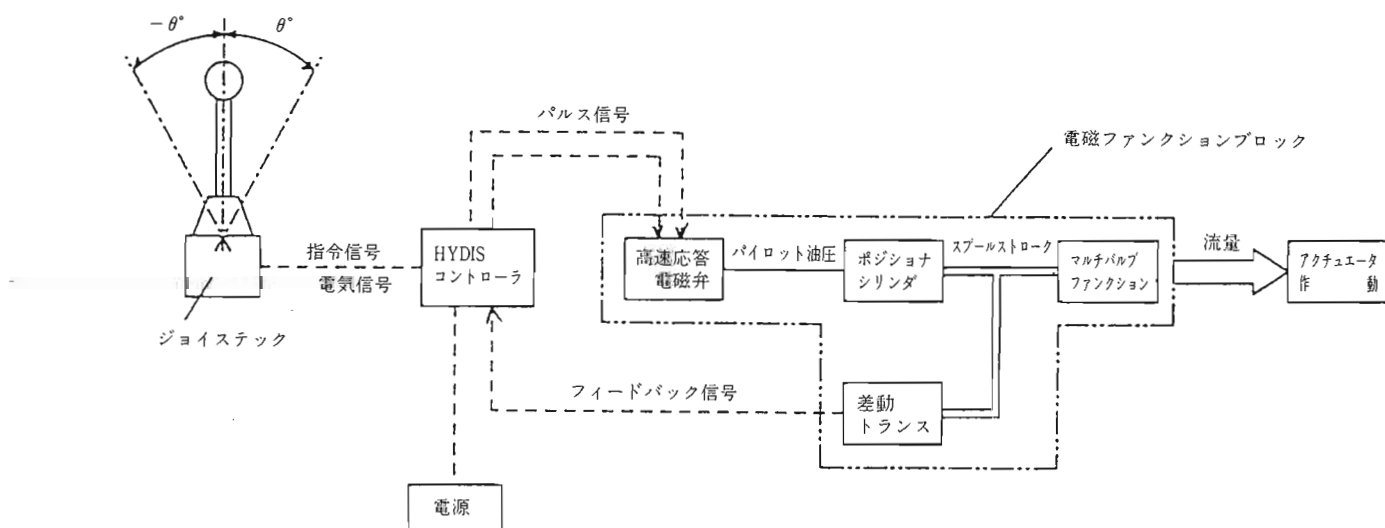 －θ°
θ°
パルス信号
電磁ファンクションブロック
指令信号
電気信号
HYDIS
コントローラ
高速応答
電磁弁
パイロット油圧
ポジショナ
シリンダ
スプールストローク
マルチバルブ
ファンクション
流量
アクチュエータ
作動
ジョイステック
フィードバック信号
差動
トランス
電源